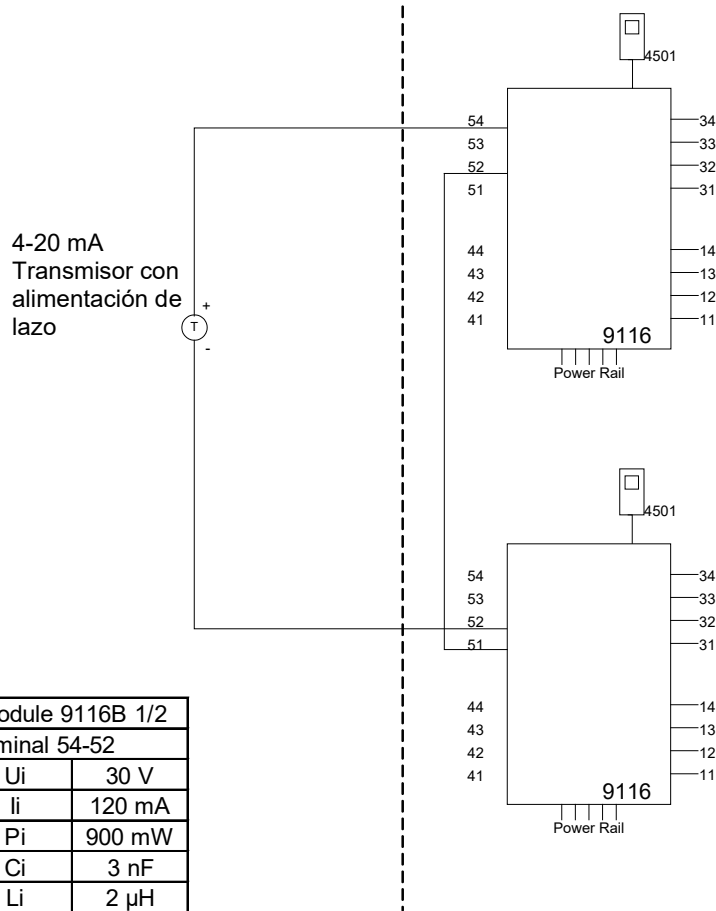 4501
54
53
52
51
44
43
42
41
34
33
32
31
14
13
12
11
9116
Power Rail
4-20 mA
Transmisor con
alimentación de
lazo
+
T
-
4501
54
53
52
51
44
43
42
41
34
33
32
31
14
13
12
11
9116
Power Rail
odule 9116B 1/2
minal 54-52
Ui 30 V
Ii 120 mA
Pi 900 mW
Ci 3 nF
Li 2 µH